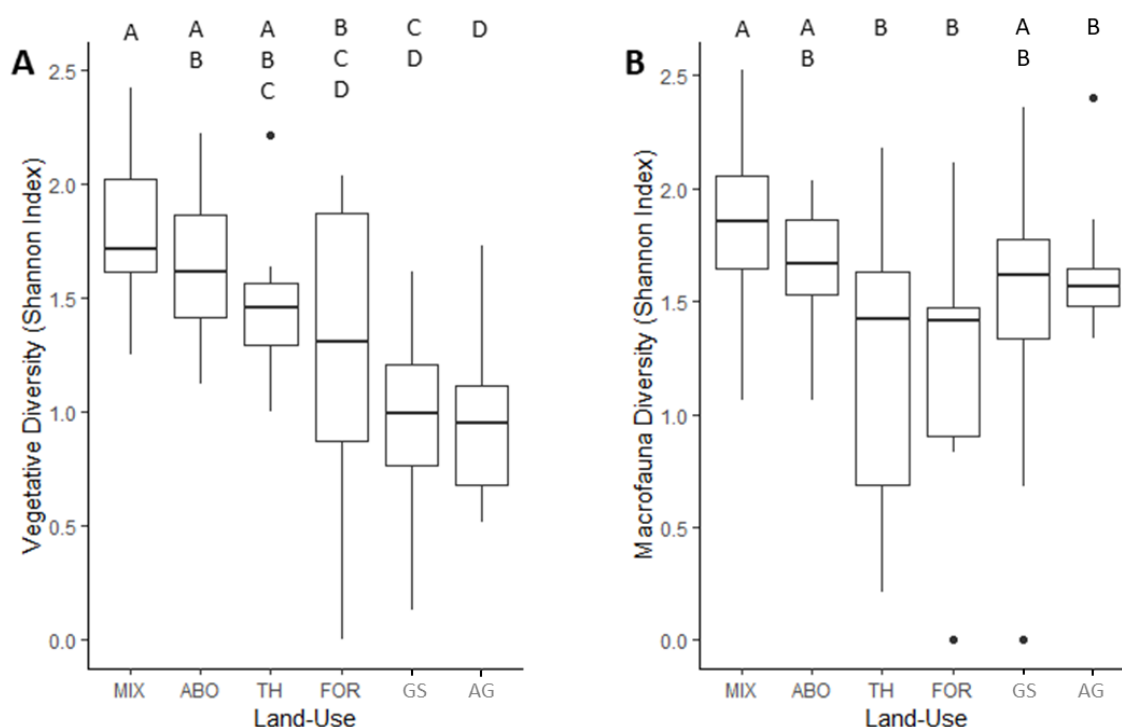 A A A B C D
B B C D
C D
A
Vegetative Diversity (Shannon Index)
2.5
2.0
1.5
1.0
0.5
0.0
MIX ABO TH FOR GS AG
Land-Use
A A B B A B
B B
B
Macrofauna Diversity (Shannon Index)
2.5
2.0
1.5
1.0
0.5
0.0
MIX ABO TH FOR GS AG
Land-Use